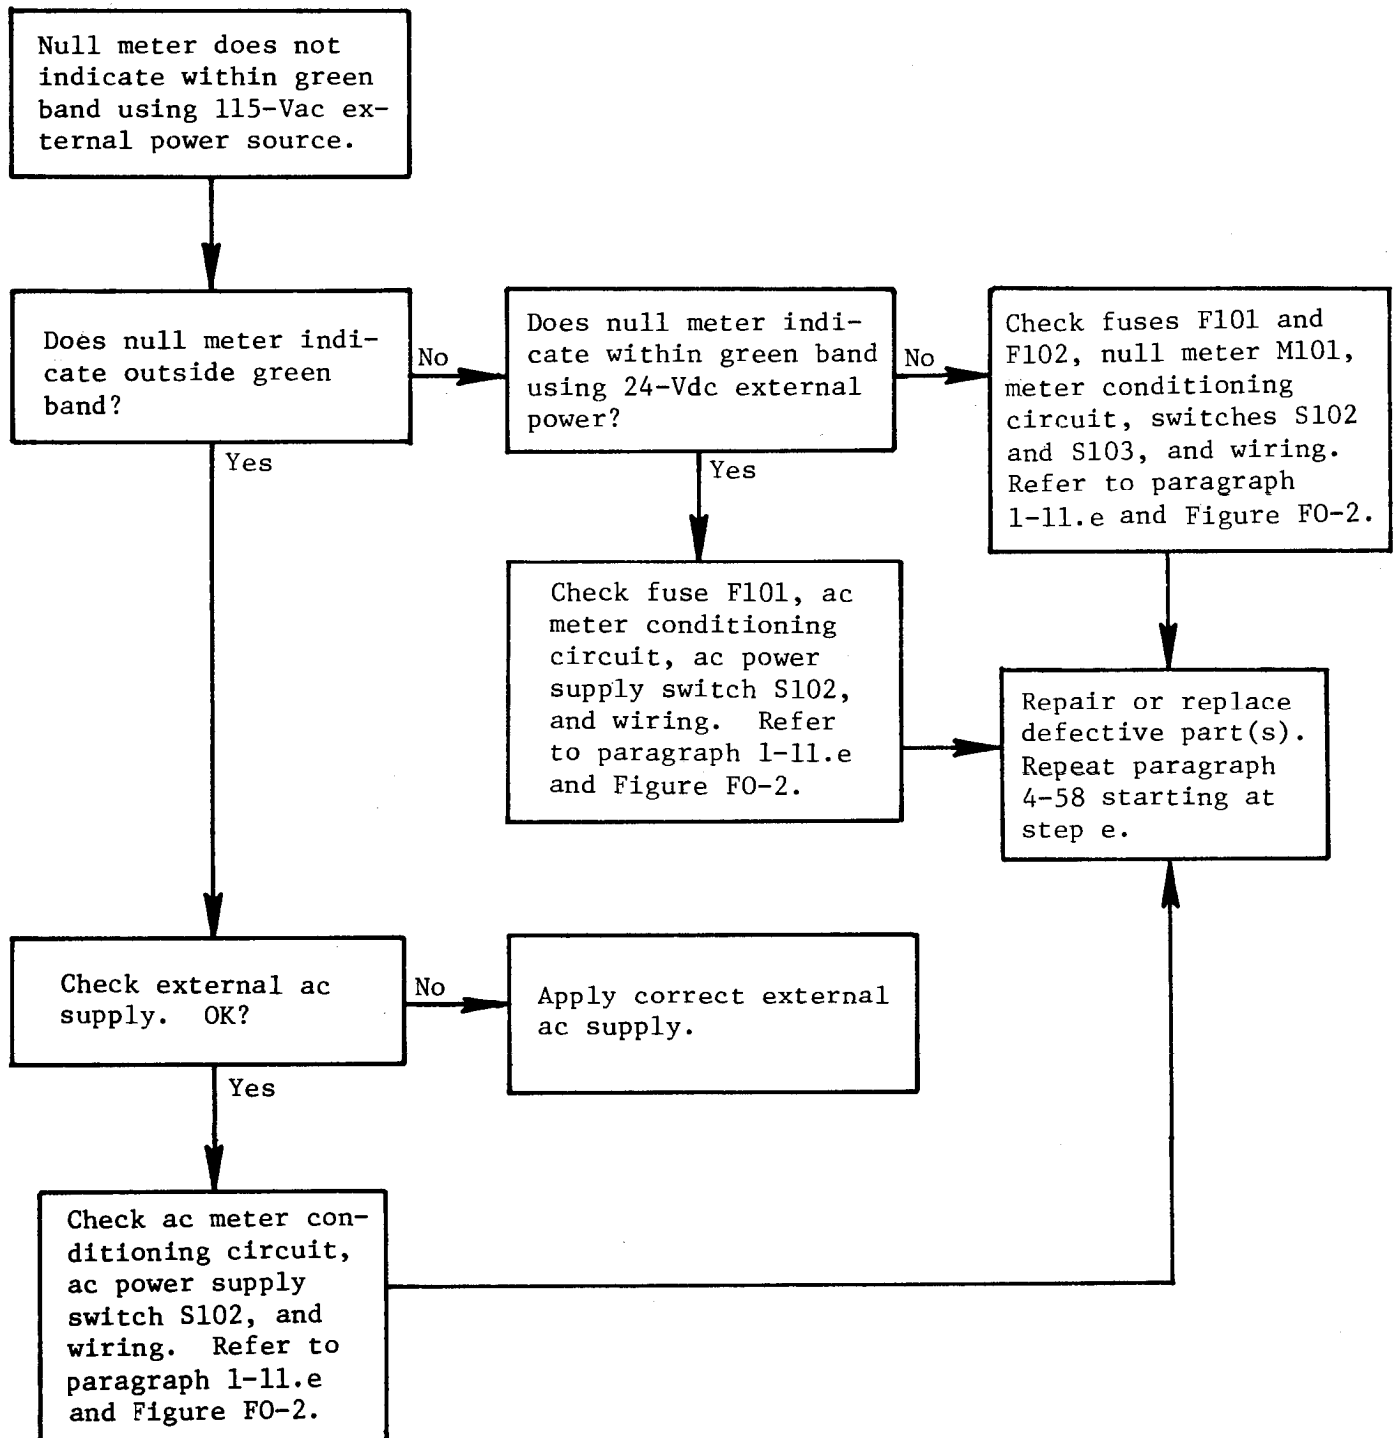 Null meter does not
indicate within green
band using 115-Vac ex-
ternal power source.
Does null meter indi-
cate outside green
band?
No
Does null meter indi-
cate within green band
using 24-Vdc external
power?
No
Check fuses F101 and
F102, null meter M101,
meter conditioning
circuit, switches S102
and S103, and wiring.
Refer to paragraph
1-11.e and Figure FO-2.
Yes
Yes
Check fuse F101, ac
meter conditioning
circuit, ac power
supply switch S102,
and wiring. Refer
to paragraph 1-11.e
and Figure FO-2.
Repair or replace
defective part(s).
Repeat paragraph
4-58 starting at
step e.
Check external ac
supply. OK?
No
Apply correct external
ac supply.
Yes
Check ac meter con-
ditioning circuit,
ac power supply
switch S102, and
wiring. Refer to
paragraph 1-11.e
and Figure FO-2.